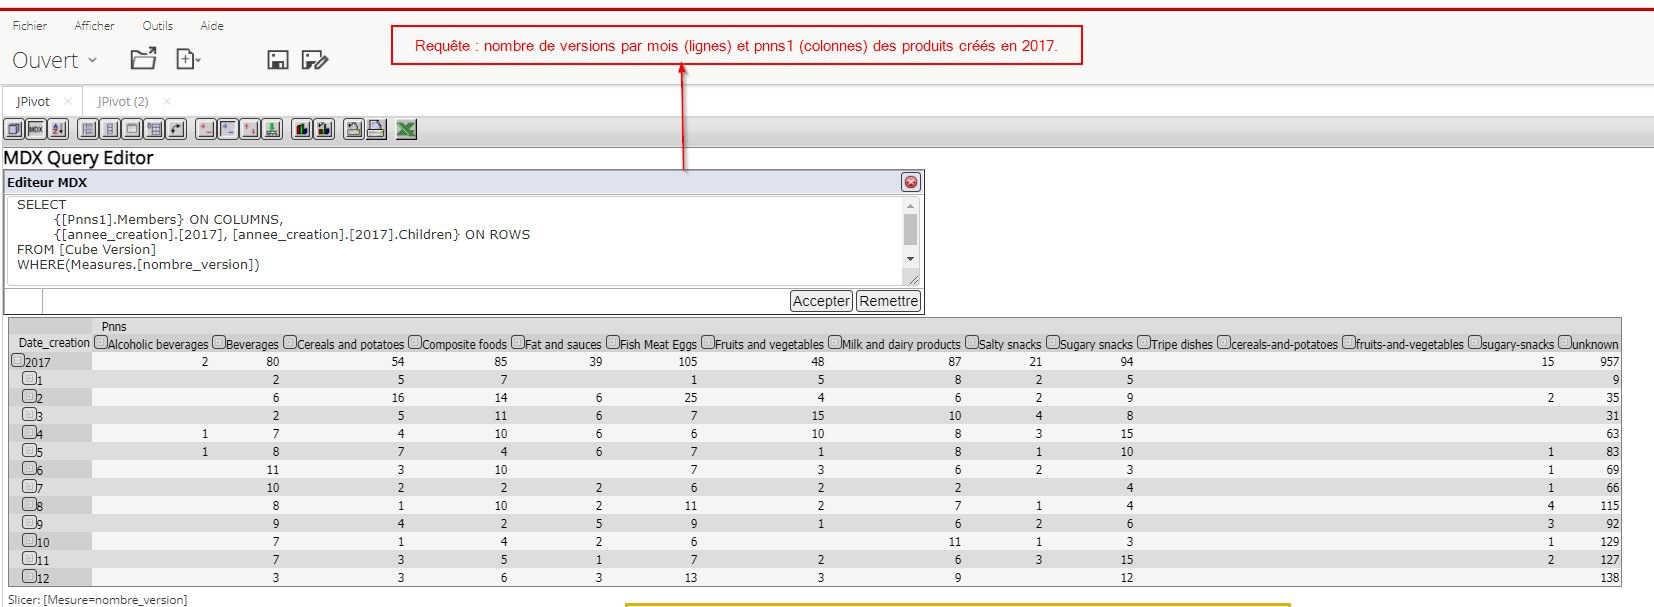 Fichier Afficher Outils Aide
Ouvert
Requête : nombre de versions par mois (lignes) et pnns1 (colonnes) des produits créés en 2017.
JPivot × JPivot (2) ×
MDX Query Editor
Editeur MDX
SELECT
{[Pnns1].Members} ON COLUMNS,
{[annee_creation].[2017], [annee_creation].[2017].Children} ON ROWS
FROM [Cube Version]
WHERE(Measures.[nombre_version])
Accepter Remettre
Pnns
Date_creation Alcoholic beverages Beverages Cereals and potatoes Composite foods Fat and sauces Fish Meat Eggs Fruits and vegetables Milk and dairy products Salty snacks Sugary snacks Tripe dishes cereals-and-potatoes fruits-and-vegetables sugary-snacks unknown
2017 2 80 54 85 39 105 48 87 21 94 15 957
1 2 5 7 1 5 8 2 5 9
2 6 16 14 6 25 4 6 2 9 2 35
3 2 5 11 6 7 15 10 4 8 31
4 1 7 4 10 6 6 10 8 3 15 63
5 1 8 7 4 6 7 1 8 1 10 1 83
6 11 3 10 7 3 6 2 3 1 69
7 10 2 2 2 6 2 2 4 1 66
8 8 1 10 2 11 2 7 1 4 4 115
9 9 4 2 5 9 1 6 2 6 3 92
10 7 1 4 2 6 11 1 3 1 129
11 7 3 5 1 7 2 6 3 15 2 127
12 3 3 6 3 13 3 9 12 138
Slicer: [Mesure=nombre_version]